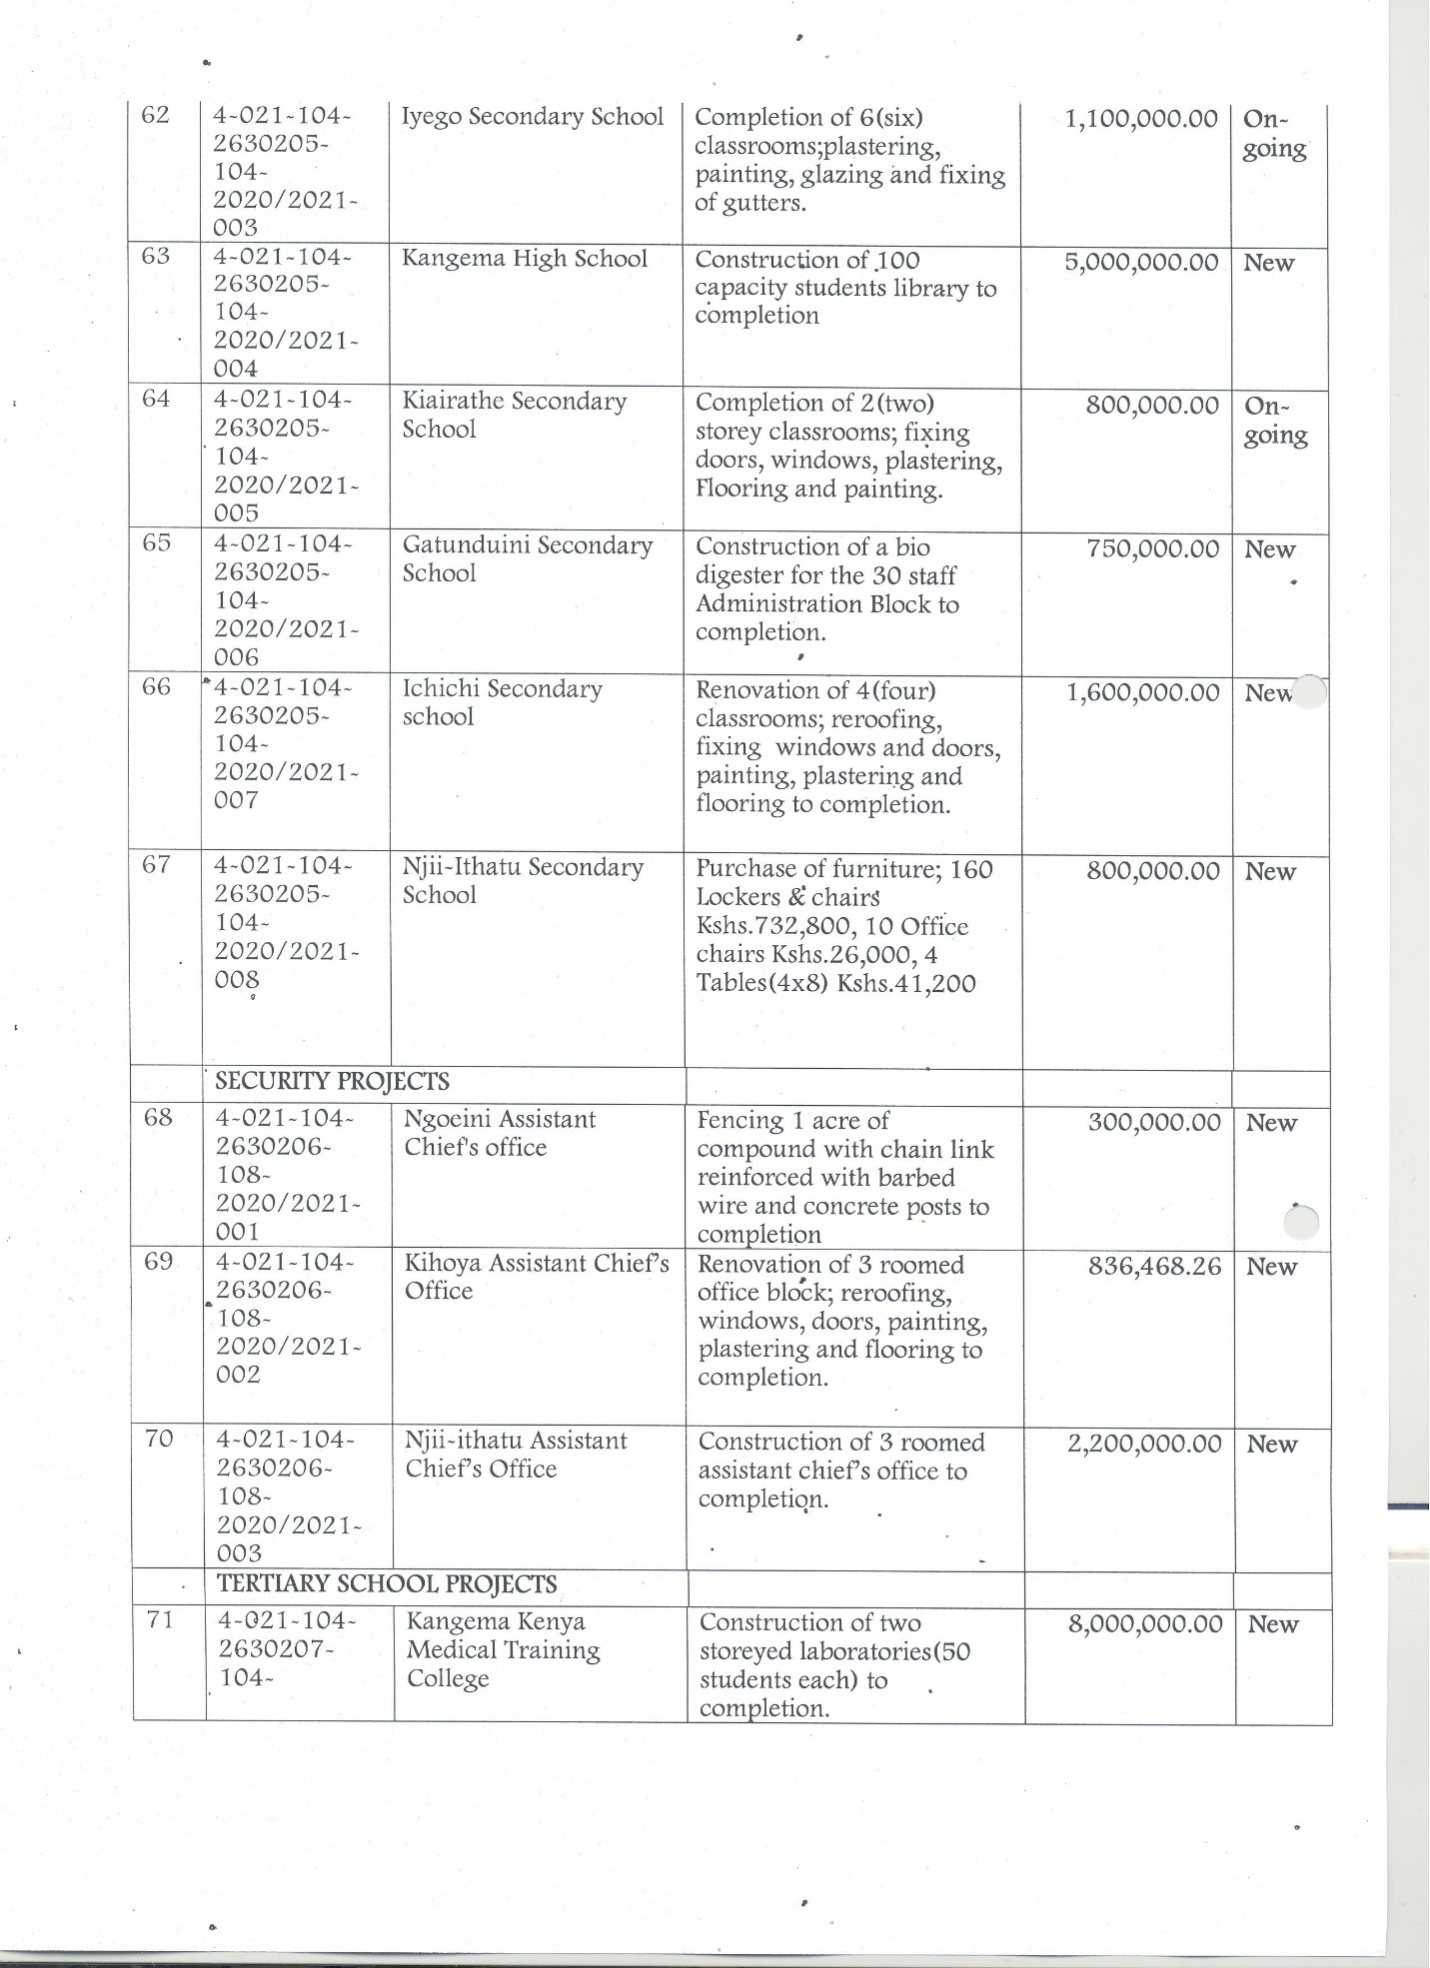 62
4-021-104-
2630205-
104-
2020/2021-
003
Iyego Secondary School
Completion of 6(six)
classrooms;plastering,
painting, glazing and fixing
of gutters.
1,100,000.00
On-
going
63
4-021-104-
2630205-
104-
2020/2021-
004
Kangema High School
Construction of 100
capacity students library to
completion
5,000,000.00
New
64
4-021-104-
2630205-
104-
2020/2021-
005
Kiairathe Secondary
School
Completion of 2(two)
storey classrooms; fixing
doors, windows, plastering,
Flooring and painting.
800,000.00
On-
going
65
4-021-104-
2630205-
104-
2020/2021-
006
Gatunduini Secondary
School
Construction of a bio
digester for the 30 staff
Administration Block to
completion.
750,000.00
New
66
4-021-104-
2630205-
104-
2020/2021-
007
Ichichi Secondary
school
Renovation of 4(four)
classrooms; reroofing,
fixing windows and doors,
painting, plastering and
flooring to completion.
1,600,000.00
New
67
4-021-104-
2630205-
104-
2020/2021-
008
Njii-Ithatu Secondary
School
Purchase of furniture; 160
Lockers & chairs
Kshs.732,800, 10 Office
chairs Kshs.26,000, 4
Tables(4x8) Kshs.41,200
800,000.00
New
SECURITY PROJECTS
68
4-021-104-
2630206-
108-
2020/2021-
001
Ngoeini Assistant
Chief's office
Fencing 1 acre of
compound with chain link
reinforced with barbed
wire and concrete posts to
completion
300,000.00
New
69
4-021-104-
2630206-
108-
2020/2021-
002
Kihoya Assistant Chief's
Office
Renovation of 3 roomed
office block; reroofing,
windows, doors, painting,
plastering and flooring to
completion.
836,468.26
New
70
4-021-104-
2630206-
108-
2020/2021-
003
Njii-ithatu Assistant
Chief's Office
Construction of 3 roomed
assistant chief's office to
completion.
2,200,000.00
New
TERTIARY SCHOOL PROJECTS
71
4-021-104-
2630207-
104-
Kangema Kenya
Medical Training
College
Construction of two
storeyed laboratories(50
students each) to
completion.
8,000,000.00
New